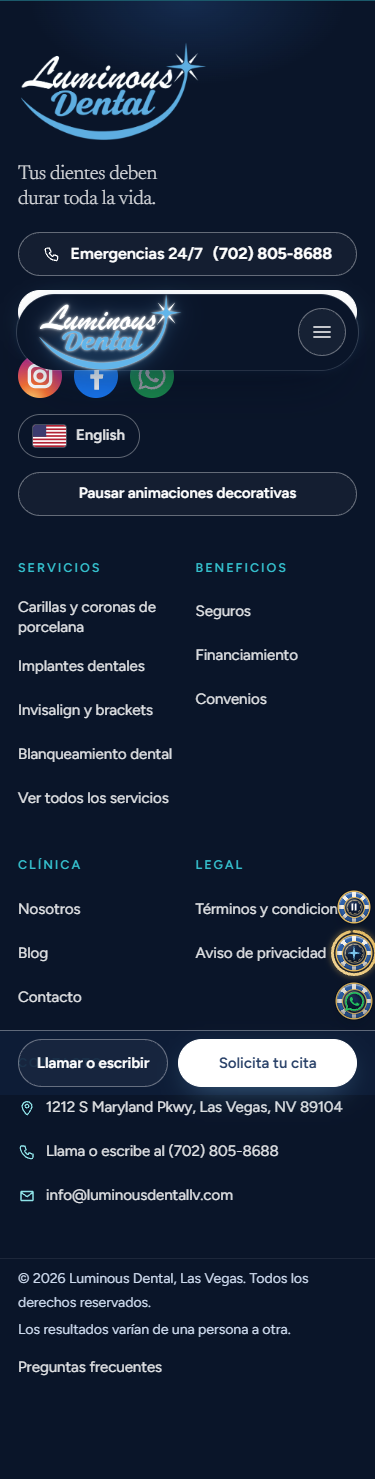 Luminous
Dental
Tus dientes deben
durar toda la vida.
Emergencias 24/7 (702) 805-8688
Luminous
Dental
English
Pausar animaciones decorativas
SERVICIOS
Carillas y coronas de
porcelana
Implantes dentales
Invisalign y brackets
Blanqueamiento dental
Ver todos los servicios
BENEFICIOS
Seguros
Financiamiento
Convenios
CLÍNICA
Nosotros
Blog
Contacto
LEGAL
Términos y condicion
Aviso de privacidad
Llamar o escribir
Solicita tu cita
1212 S Maryland Pkwy, Las Vegas, NV 89104
Llama o escribe al (702) 805-8688
info@luminousdentallv.com
© 2026 Luminous Dental, Las Vegas. Todos los
derechos reservados.
Los resultados varían de una persona a otra.
Preguntas frecuentes